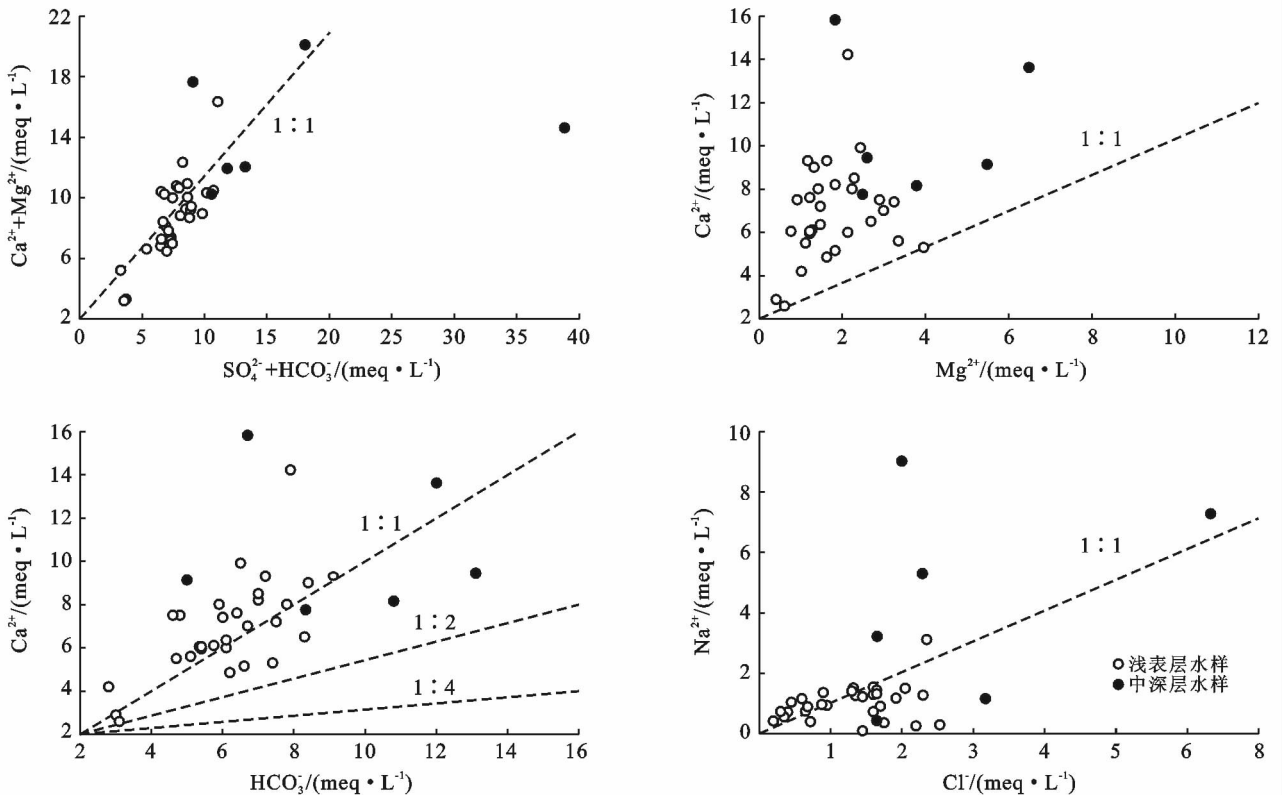 22
18
14
10
6
2
Ca²⁺+Mg²⁺/(meq·L⁻¹)
1∶1
0 5 10 15 20 25 30 35 40
SO₄²⁻+HCO₃⁻/(meq·L⁻¹)
16
14
12
10
8
6
4
2
Ca²⁺/(meq·L⁻¹)
1∶1
0 2 4 6 8 10 12
Mg²⁺/(meq·L⁻¹)
16
14
12
10
8
6
4
2
Ca²⁺/(meq·L⁻¹)
1∶1
1∶2
1∶4
2 4 6 8 10 12 14 16
HCO₃⁻/(meq·L⁻¹)
10
8
6
4
2
0
Na²⁺/(meq·L⁻¹)
1∶1
浅表层水样
中深层水样
1 2 3 4 5 6 8
Cl⁻/(meq·L⁻¹)